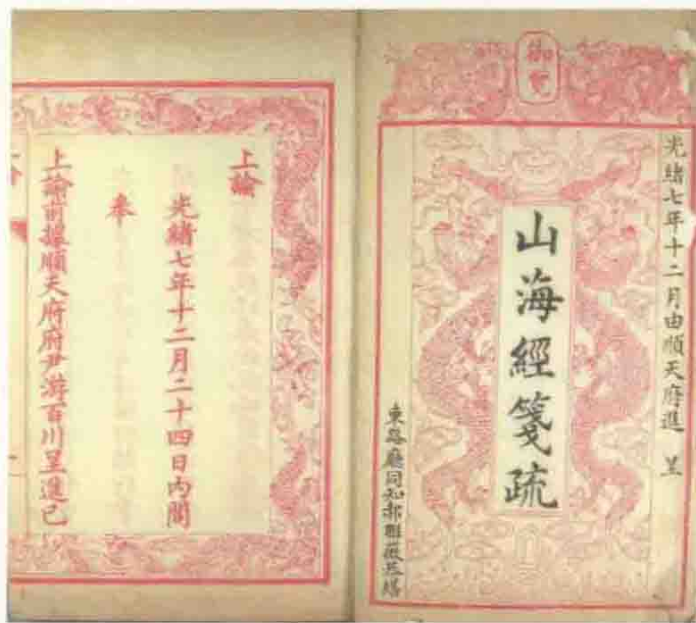 御覽
光緒七年十二月由順天府進 呈
山海經箋疏
東路廳同知郝聯薇恭繕
上諭
光緒七年十二月二十四日內閣
奉
上諭前據順天府府尹游百川呈進已